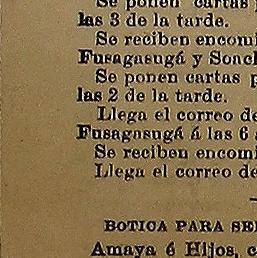 Se ponen cartas
las 3 de la tarde.
Se reciben encomi
Fusagasugá y Soach
Se ponen cartas p
las 2 de la tarde.
Llega el correo de
Fusagasugá á las 6
Se reciben encomi
Llega el correo de
BOTICA PARA SE
Amaya é Hijos, c